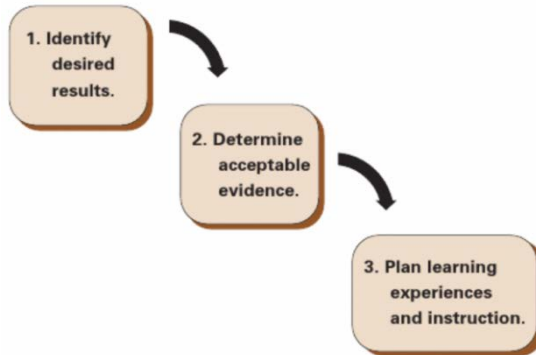 1. Identify
desired
results.
2. Determine
acceptable
evidence.
3. Plan learning
experiences
and instruction.